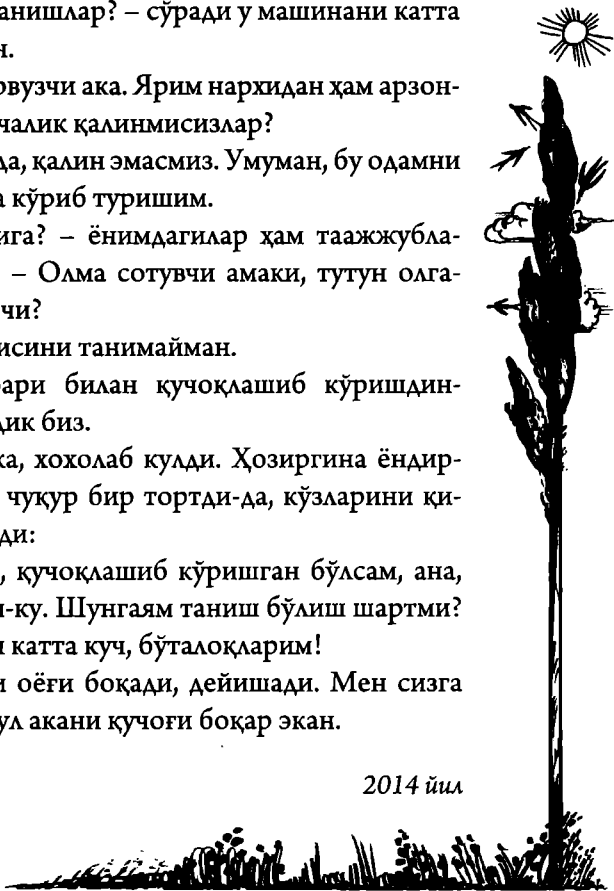 анишлар? – сўради у машинани катта
н.
рвузчи ака. Ярим нархидан ҳам арзон-
чалик қалинмисизлар?
да, қалин эмасмиз. Умуман, бу одамни
а кўриб туришим.
ига? – ёнимдагилар ҳам таажжубла-
– Олма сотувчи амаки, тутун олга-
чи?
исини танимайман.
рари билан қучоқлашиб кўришдин-
дик биз.
ка, хохолаб кулди. Ҳозиргина ёндир-
чуқур бир тортди-да, кўзларини қи-
ди:
, қучоқлашиб кўришган бўлсам, ана,
н-ку. Шунгаям таниш бўлиш шартми?
и катта куч, бўталоқларим!
и оёғи боқади, дейишади. Мен сизга
ул акани қучоғи боқар экан.
2014 йил